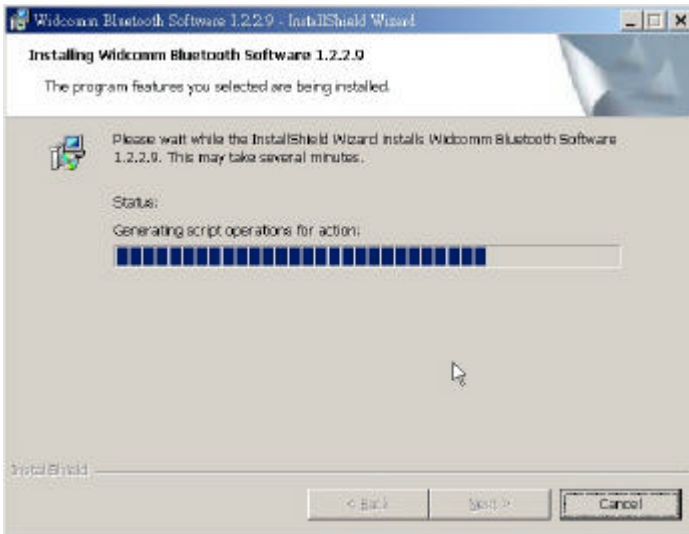 Widcomm Bluetooth Software 1.2.2.9 - InstallShield Wizard
Installing Widcomm Bluetooth Software 1.2.2.9
The program features you selected are being installed.
Please wait while the InstallShield Wizard installs Widcomm Bluetooth Software
1.2.2.9. This may take several minutes.
Status:
Generating script operations for action:
InstallShield
< Back Next > Cancel